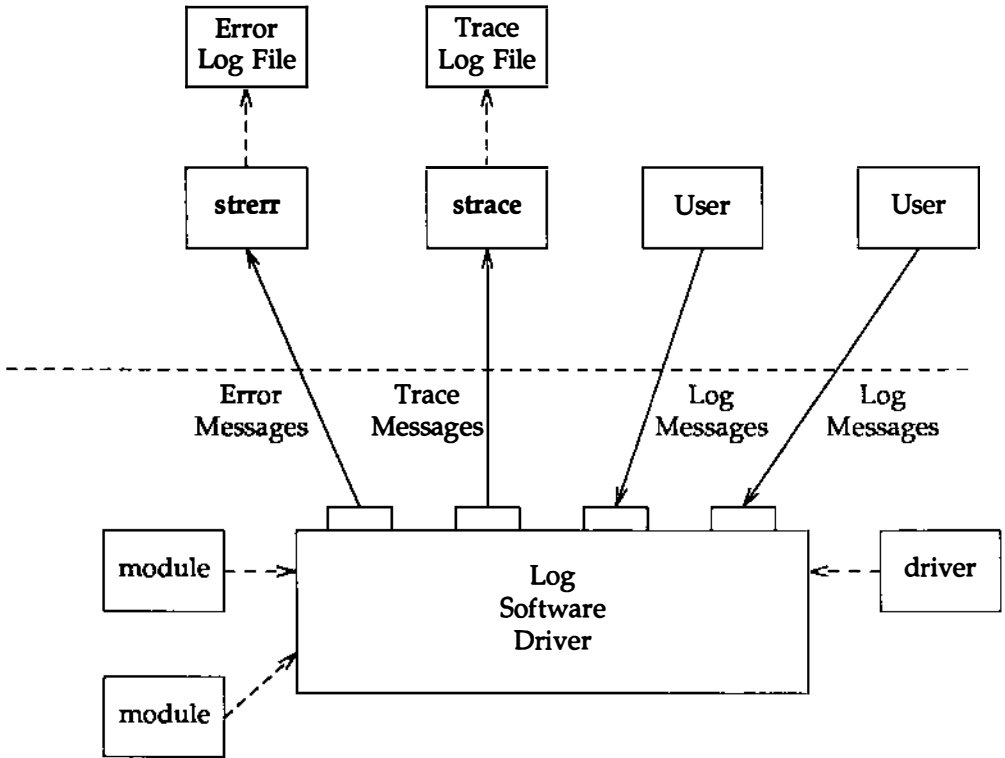 Error
Log File
Trace
Log File
strerr
strace
User
User
Error
Messages
Trace
Messages
Log
Messages
Log
Messages
module
Log
Software
Driver
driver
module